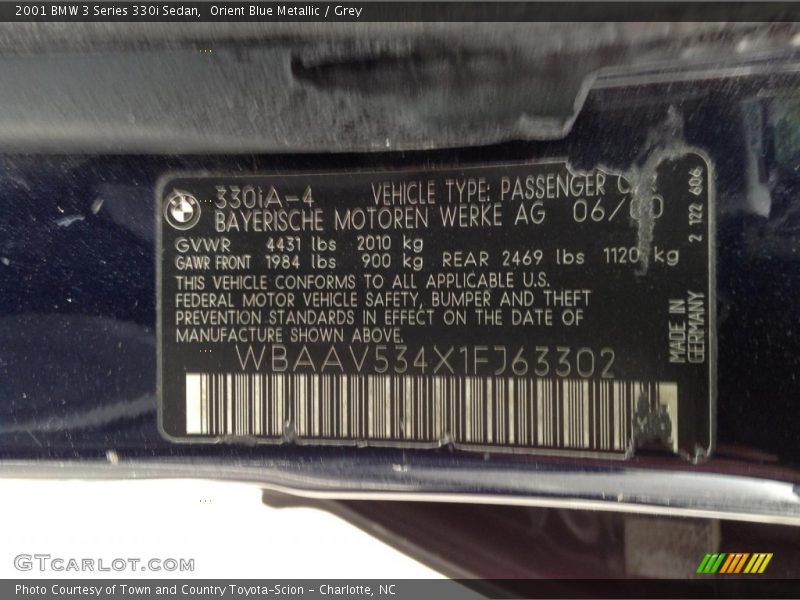 2001 BMW 3 Series 330i Sedan,  Orient Blue Metallic / Grey
330iA-4 VEHICLE TYPE: PASSENGER
BAYERISCHE MOTOREN WERKE AG 06/00
GVWR 4431 lbs 2010 kg
GAWR FRONT 1984 lbs 900 kg REAR 2469 lbs 1120 kg
THIS VEHICLE CONFORMS TO ALL APPLICABLE U.S.
FEDERAL MOTOR VEHICLE SAFETY, BUMPER AND THEFT
PREVENTION STANDARDS IN EFFECT ON THE DATE OF
MANUFACTURE SHOWN ABOVE.
WBAAV534X1FJ63302
2 122 606
MADE IN
GERMANY
GTCARLOT.COM
Photo Courtesy of Town and Country Toyota-Scion - Charlotte, NC